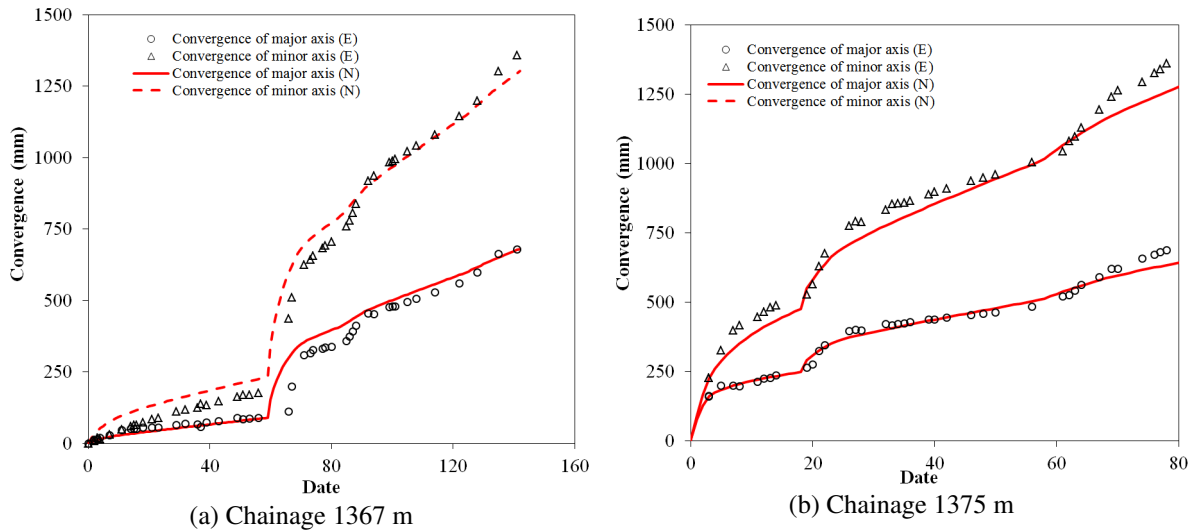 1500
1250
1000
750
500
250
0
Convergence (mm)
Convergence of major axis (E)
Convergence of minor axis (E)
Convergence of major axis (N)
Convergence of minor axis (N)
0 40 80 120 160
Date
(a) Chainage 1367 m
1500
1250
1000
750
500
250
0
Convergence (mm)
Convergence of major axis (E)
Convergence of minor axis (E)
Convergence of major axis (N)
Convergence of minor axis (N)
0 20 40 60 80
Date
(b) Chainage 1375 m